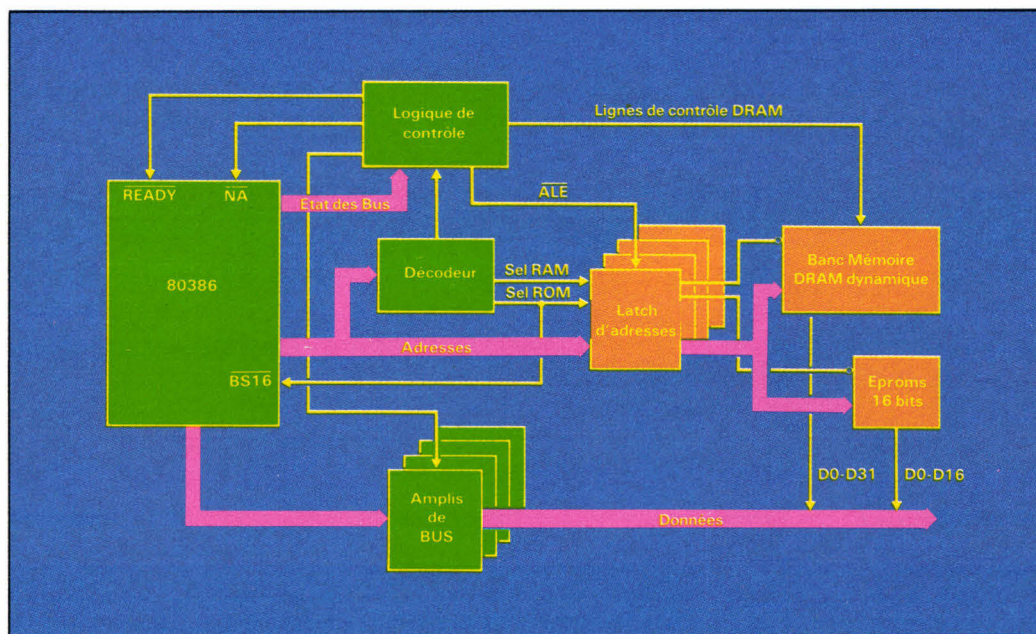 Logique de
contrôle
Lignes de contrôle DRAM
READY
NA
Etat des Bus
ALE
80386
Décodeur
Sel RAM
Sel ROM
Banc Mémoire
DRAM dynamique
Latch
d'adresses
Adresses
BS16
Eproms
16 bits
D0-D31
D0-D16
Amplis
de
BUS
Données